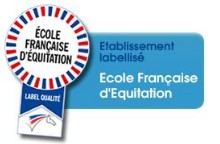 ÉCOLE
FRANÇAISE
D'ÉQUITATION
LABEL QUALITÉ
Etablissement
labellisé
Ecole Française
d'Equitation